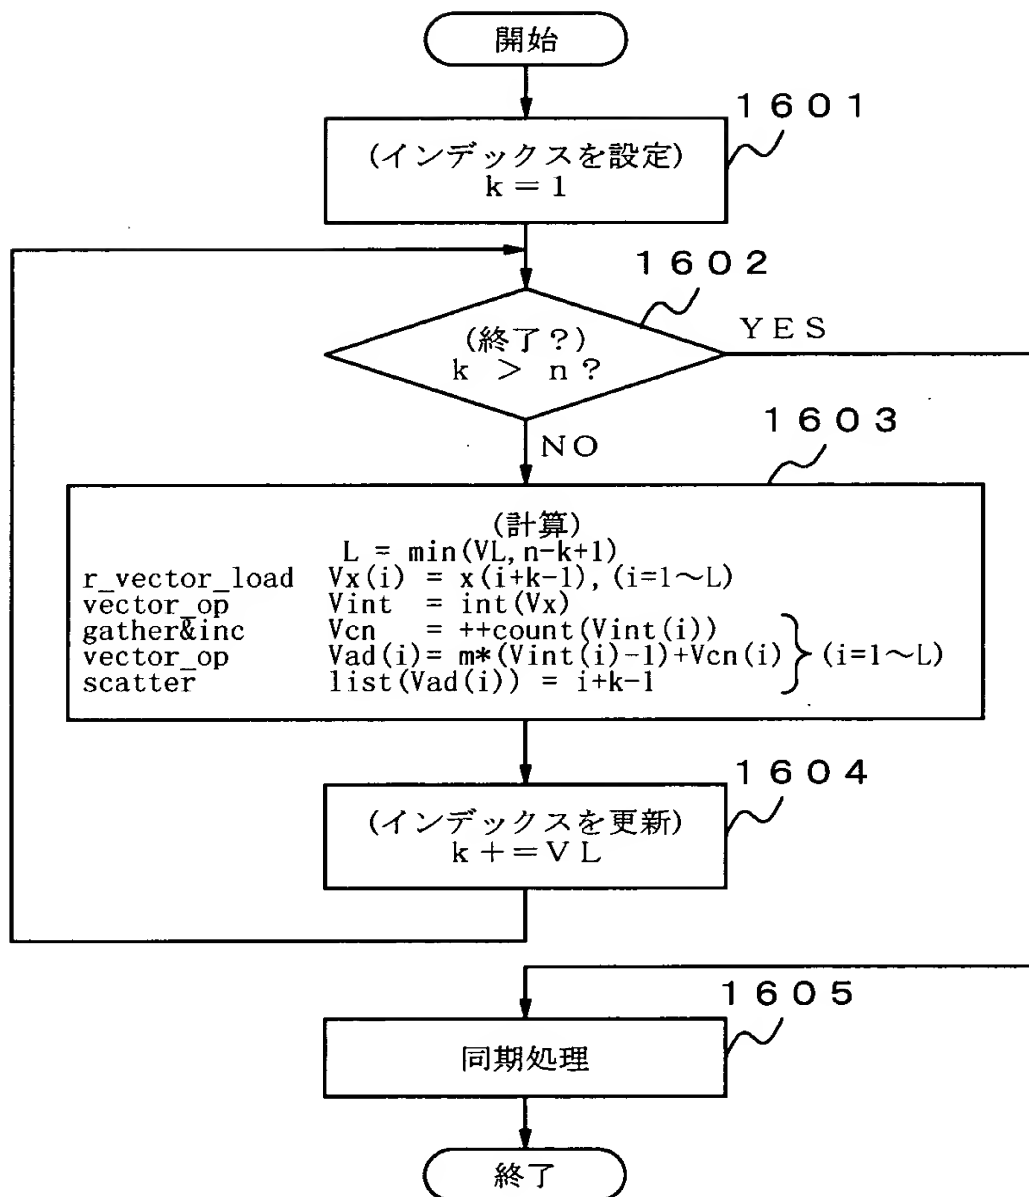 開始
1601
(インデックスを設定)
k=1
1602
(終了?)
k > n?
YES
NO
1603
(計算)
L = min(VL,n-k+1)
r_vector_load Vx(i) = x(i+k-1),(i=1~L)
vector_op Vint = int(Vx)
gather&inc Vcn = ++count(Vint(i))
vector_op Vad(i)= m*(Vint(i)-1)+Vcn(i) (i=1~L)
scatter list(Vad(i)) = i+k-1
1604
(インデックスを更新)
k+=VL
1605
同期処理
終了